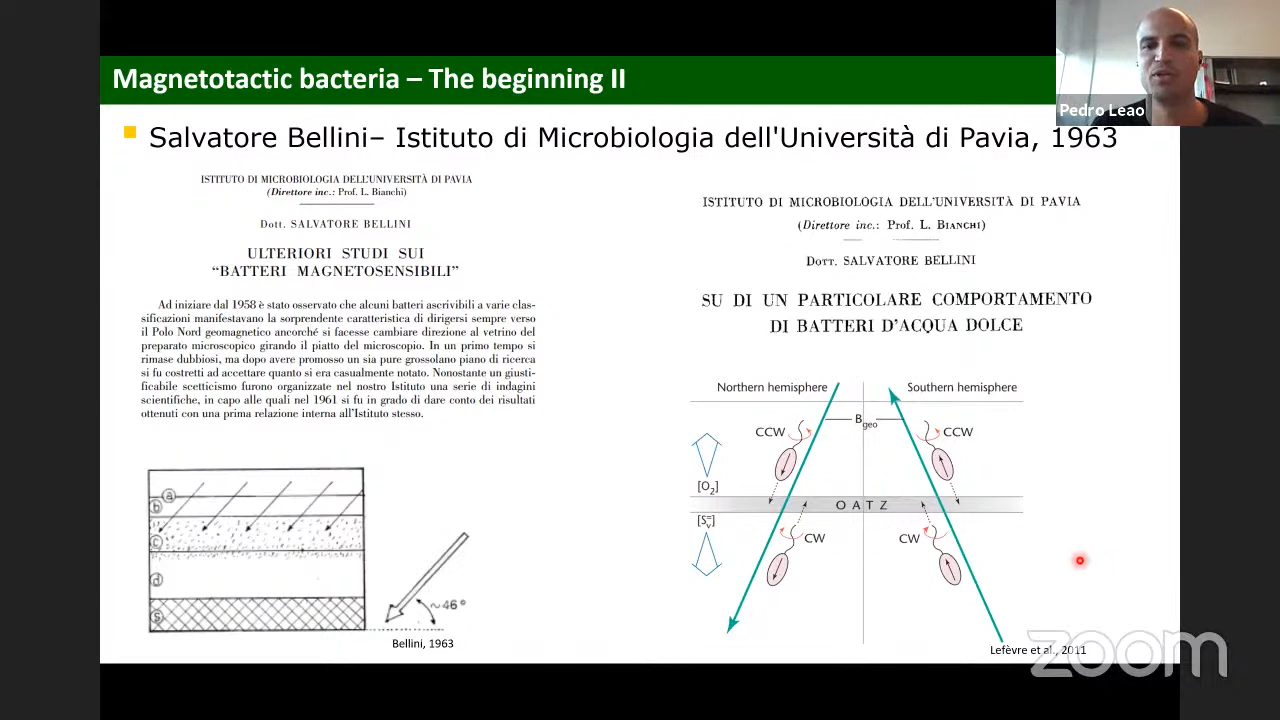 Magnetotactic bacteria – The beginning II
Pedro Leao
Salvatore Bellini– Istituto di Microbiologia dell'Università di Pavia, 1963
ISTITUTO DI MICROBIOLOGIA DELL'UNIVERSITÀ DI PAVIA
(Direttore inc.: Prof. L. Bianchi)
Dott. SALVATORE BELLINI
ULTERIORI STUDI SUI
“BATTERI MAGNETOSENSIBILI”
Ad iniziare dal 1958 è stato osservato che alcuni batteri ascrivibili a varie clas-
sificazioni manifestavano la sorprendente caratteristica di dirigersi sempre verso
il Polo Nord geomagnetico ancorché si facesse cambiare direzione al vetrino del
preparato microscopico girando il piatto del microscopio. In un primo tempo si
rimase dubbiosi, ma dopo avere promosso un sia pure grossolano piano di ricerca
si fu costretti ad accettare quanto si era casualmente notato. Nonostante un giusti-
ficabile scetticismo furono organizzate nel nostro Istituto una serie di indagini
scientifiche, in capo alle quali nel 1961 si fu in grado di dare conto dei risultati
ottenuti con una prima relazione interna all'Istituto stesso.
a
b
c
d
S
~46°
Bellini, 1963
ISTITUTO DI MICROBIOLOGIA DELL'UNIVERSITÀ DI PAVIA
(Direttore inc.: Prof. L. BIANCHI)
DOTT. SALVATORE BELLINI
SU DI UN PARTICOLARE COMPORTAMENTO
DI BATTERI D'ACQUA DOLCE
Northern hemisphere
Southern hemisphere
Bgeo
CCW
CCW
[O2]
O A T Z
[Sv=]
CW
CW
Lefèvre et al., 2011
zoom